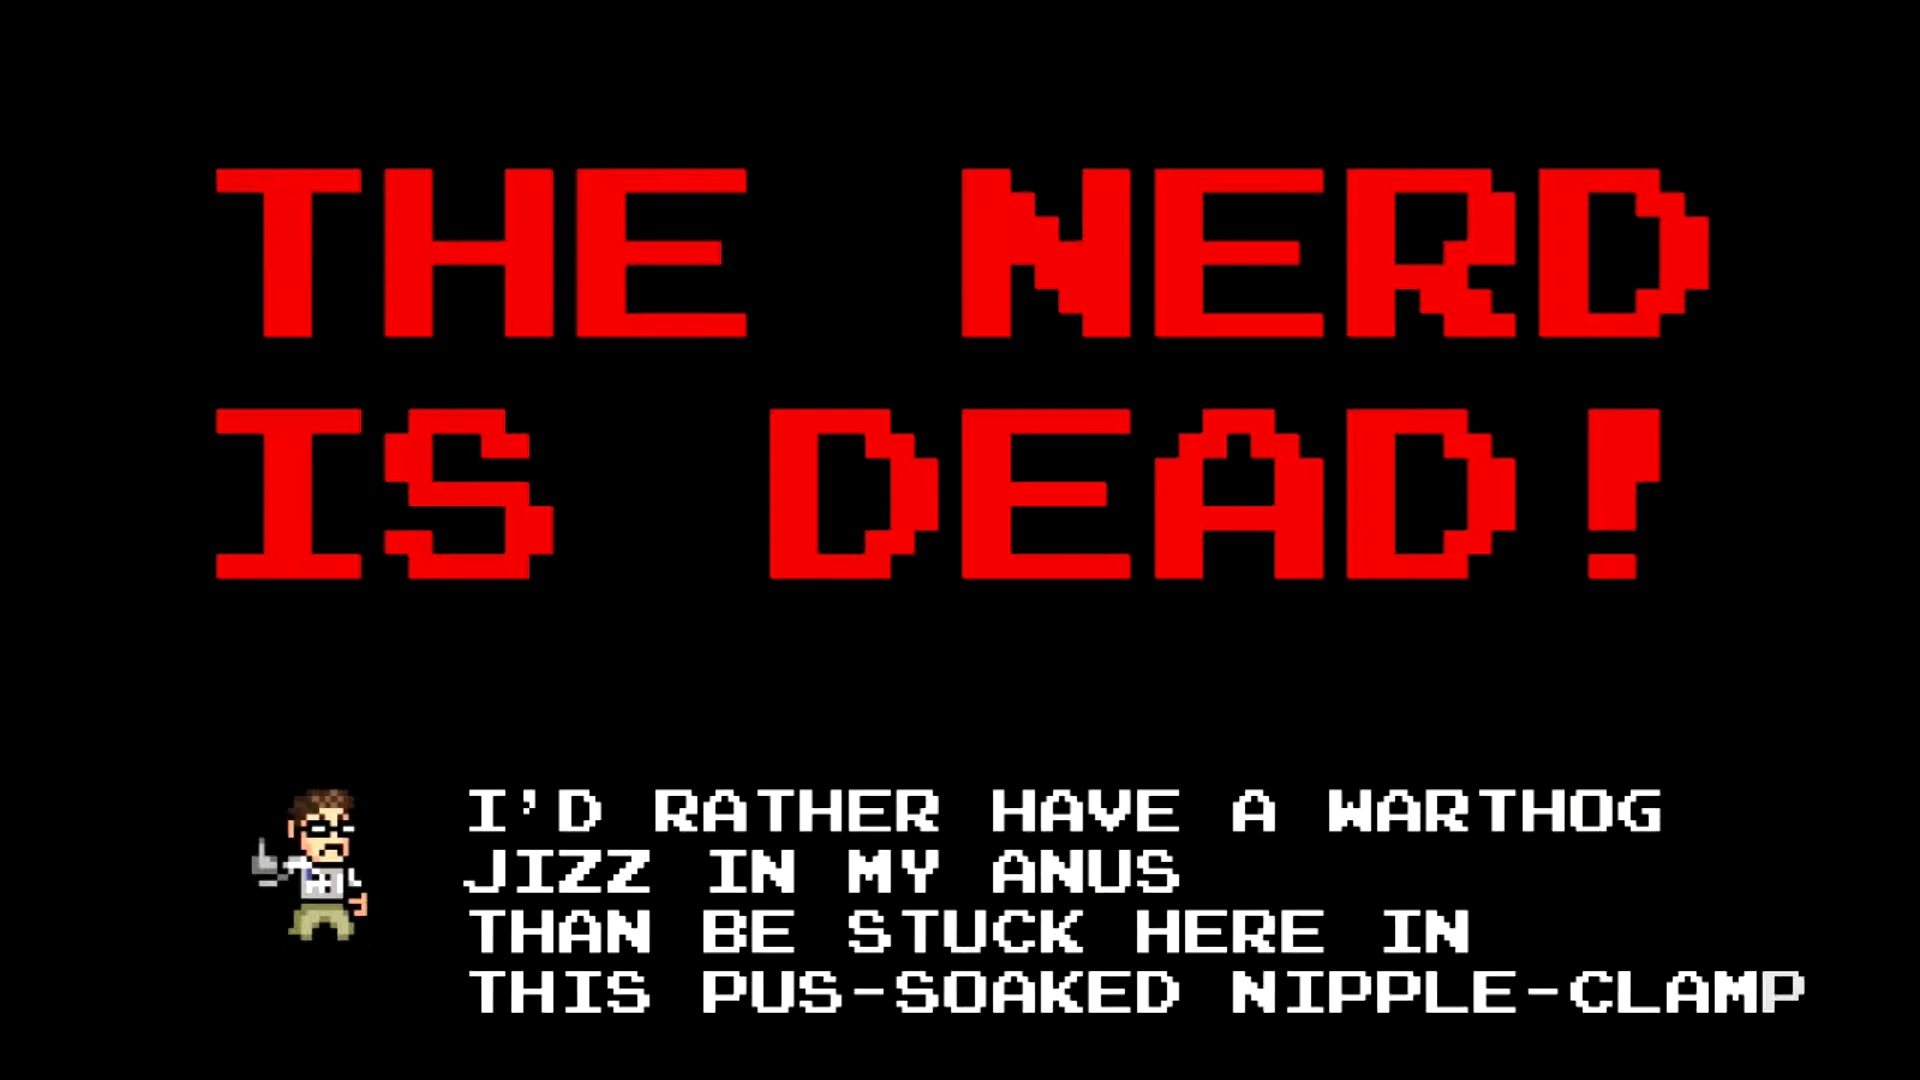 THE NERD
IS DEAD!
I'D RATHER HAVE A WARTHOG
JIZZ IN MY ANUS
THAN BE STUCK HERE IN
THIS PUS-SOAKED NIPPLE-CLAMP